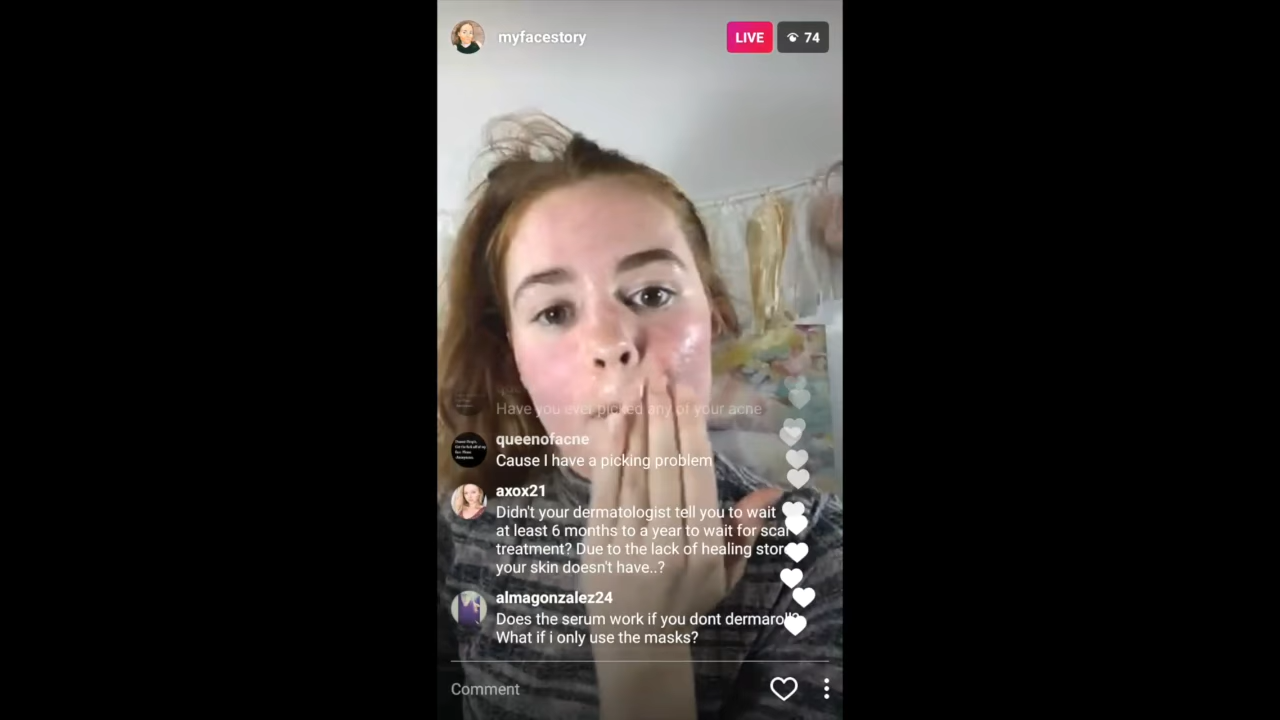 myfacestory
LIVE
74
Have you ever picked any of your acne
queenofacne
Cause I have a picking problem
axox21
Didn't your dermatologist tell you to wait
at least 6 months to a year to wait for scar
treatment? Due to the lack of healing store
your skin doesn't have..?
almagonzalez24
Does the serum work if you dont dermaroll?
What if i only use the masks?
Comment